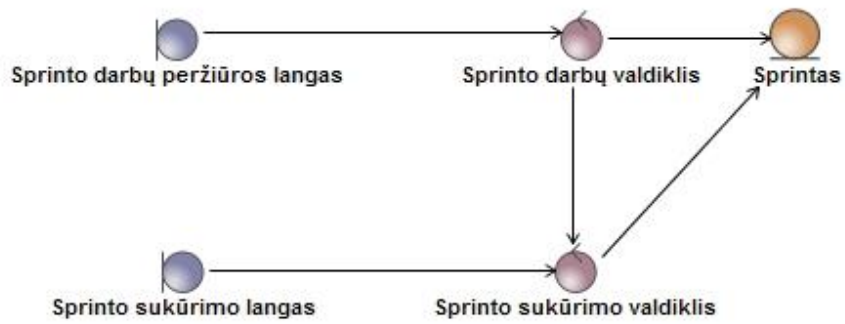 Sprinto darbų peržiūros langas
Sprinto darbų valdiklis
Sprintas
Sprinto sukūrimo langas
Sprinto sukūrimo valdiklis